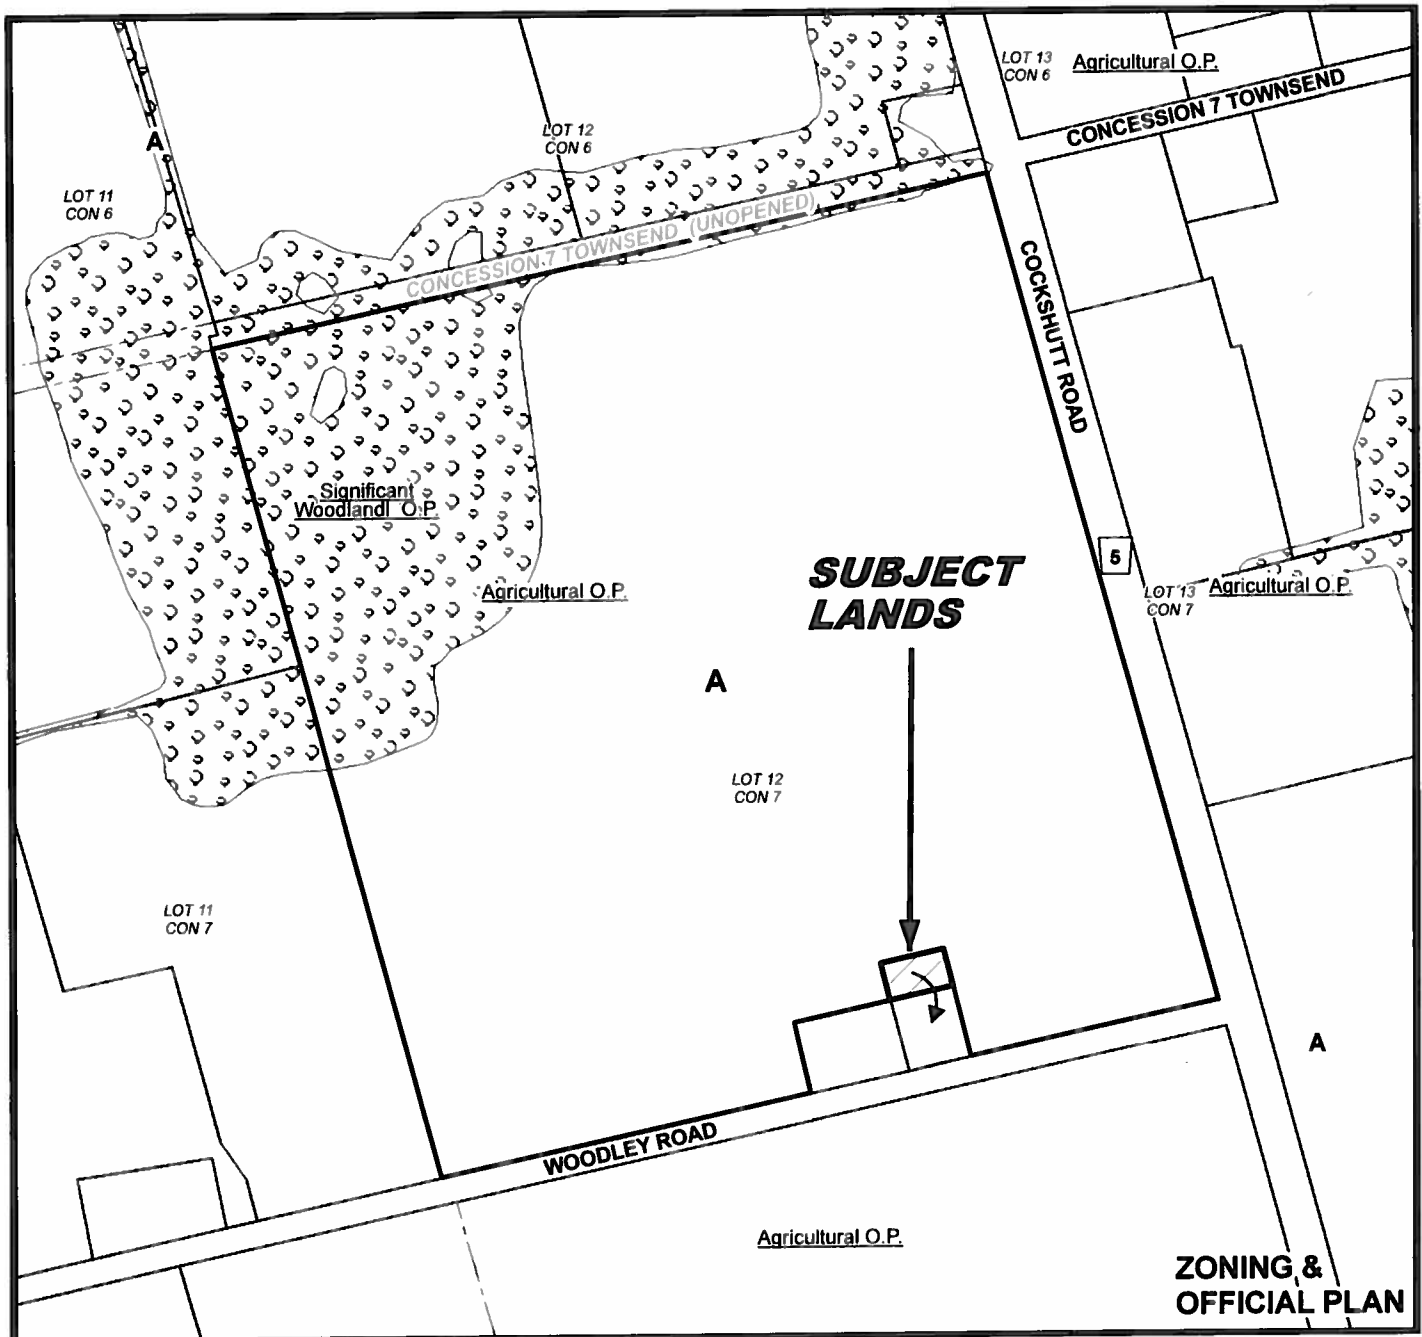 LOT 13
CON 6
Agricultural O.P.
CONCESSION 7 TOWNSEND
A
LOT 12
CON 6
LOT 11
CON 6
CONCESSION 7 TOWNSEND (UNOPENED)
COCKSHUTT ROAD
Significant
Woodlandl O.P.
Agricultural O.P.
SUBJECT
LANDS
5
LOT 13
CON 7
Agricultural O.P.
A
LOT 12
CON 7
LOT 11
CON 7
A
WOODLEY ROAD
Agricultural O.P.
ZONING &
OFFICIAL PLAN